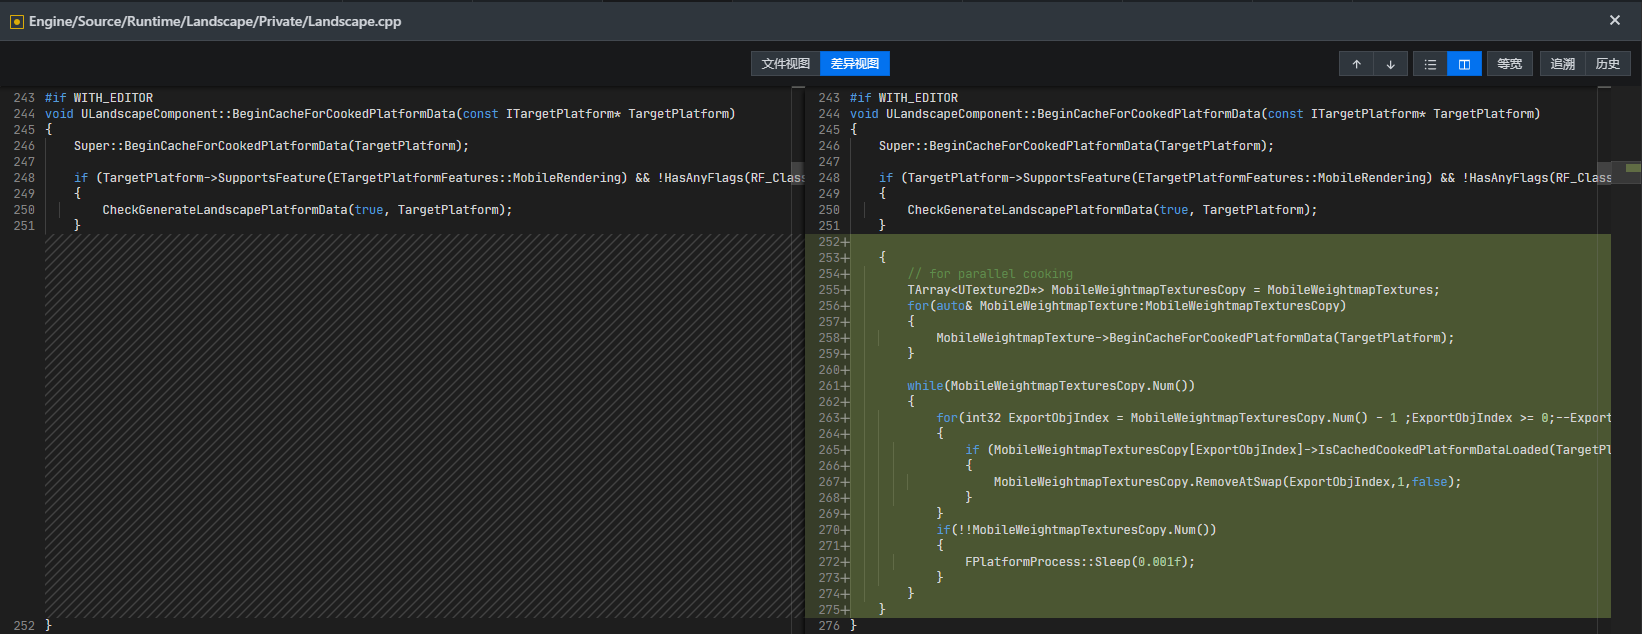 Engine/Source/Runtime/Landscape/Private/Landscape.cpp
文件视图 差异视图 等宽 追溯 历史
243 #if WITH_EDITOR
244 void ULandscapeComponent::BeginCacheForCookedPlatformData(const ITargetPlatform* TargetPlatform)
245 {
246 Super::BeginCacheForCookedPlatformData(TargetPlatform);
247
248 if (TargetPlatform->SupportsFeature(ETargetPlatformFeatures::MobileRendering) && !HasAnyFlags(RF_Clas
249 {
250 CheckGenerateLandscapePlatformData(true, TargetPlatform);
251 }
252 }
243 #if WITH_EDITOR
244 void ULandscapeComponent::BeginCacheForCookedPlatformData(const ITargetPlatform* TargetPlatform)
245 {
246 Super::BeginCacheForCookedPlatformData(TargetPlatform);
247
248 if (TargetPlatform->SupportsFeature(ETargetPlatformFeatures::MobileRendering) && !HasAnyFlags(RF_Clas
249 {
250 CheckGenerateLandscapePlatformData(true, TargetPlatform);
251 }
252+
253+ {
254+ // for parallel cooking
255+ TArray<UTexture2D*> MobileWeightmapTexturesCopy = MobileWeightmapTextures;
256+ for(auto& MobileWeightmapTexture:MobileWeightmapTexturesCopy)
257+ {
258+ MobileWeightmapTexture->BeginCacheForCookedPlatformData(TargetPlatform);
259+ }
260+
261+ while(MobileWeightmapTexturesCopy.Num())
262+ {
263+ for(int32 ExportObjIndex = MobileWeightmapTexturesCopy.Num() - 1 ;ExportObjIndex >= 0;--Export
264+ {
265+ if (MobileWeightmapTexturesCopy[ExportObjIndex]->IsCachedCookedPlatformDataLoaded(TargetPl
266+ {
267+ MobileWeightmapTexturesCopy.RemoveAtSwap(ExportObjIndex,1,false);
268+ }
269+ }
270+ if(!!MobileWeightmapTexturesCopy.Num())
271+ {
272+ FPlatformProcess::Sleep(0.001f);
273+ }
274+ }
275+ }
276 }